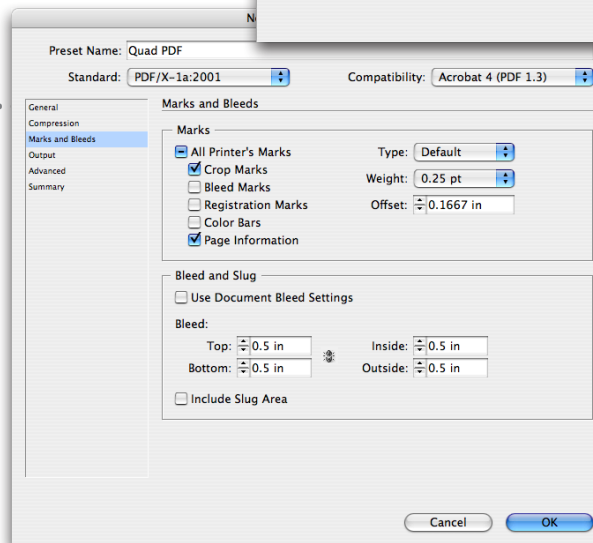 N
Preset Name: Quad PDF
Standard: PDF/X-1a:2001 Compatibility: Acrobat 4 (PDF 1.3)
General
Compression
Marks and Bleeds
Output
Advanced
Summary
Marks and Bleeds
Marks
All Printer's Marks Type: Default
Crop Marks Weight: 0.25 pt
Bleed Marks
Registration Marks Offset: 0.1667 in
Color Bars
Page Information
Bleed and Slug
Use Document Bleed Settings
Bleed:
Top: 0.5 in Inside: 0.5 in
Bottom: 0.5 in Outside: 0.5 in
Include Slug Area
Cancel OK